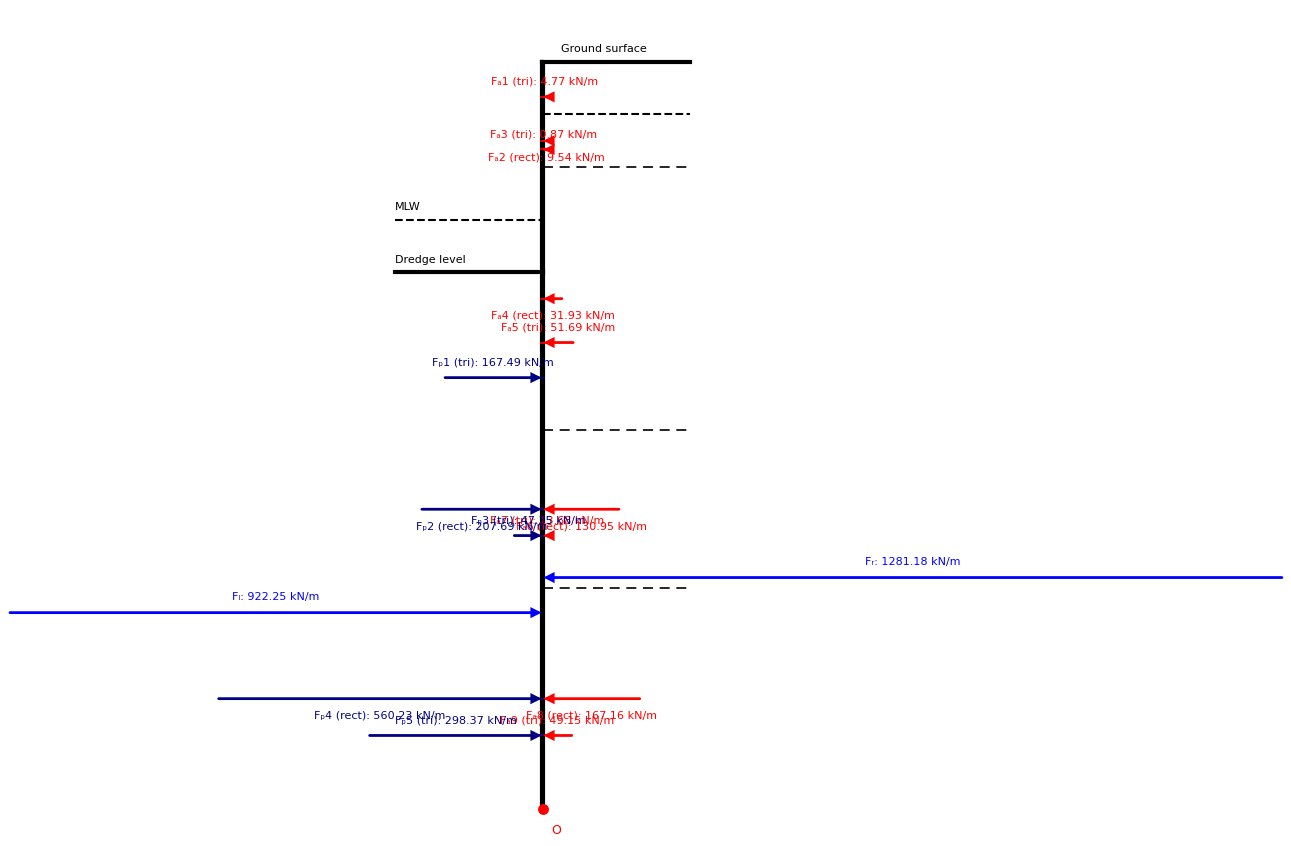 Ground surface
Fₐ1 (tri): 4.77 kN/m
Fₐ3 (tri): 0.87 kN/m
Fₐ2 (rect): 9.54 kN/m
MLW
Dredge level
Fₐ4 (rect): 31.93 kN/m
Fₐ5 (tri): 51.69 kN/m
Fₚ1 (tri): 167.49 kN/m
Fₚ3 (tri): 47.15 kN/m
kN/m
Fₚ2 (rect): 207.69 kN/m
(rect): 130.95 kN/m
Fᵣ: 1281.18 kN/m
Fₗ: 922.25 kN/m
Fₚ4 (rect): 560.23 kN/m
Fₐ8 (rect): 167.16 kN/m
Fₚ5 (tri): 298.37 kN/m
Fₐ9 (tri): 49.15 kN/m
O